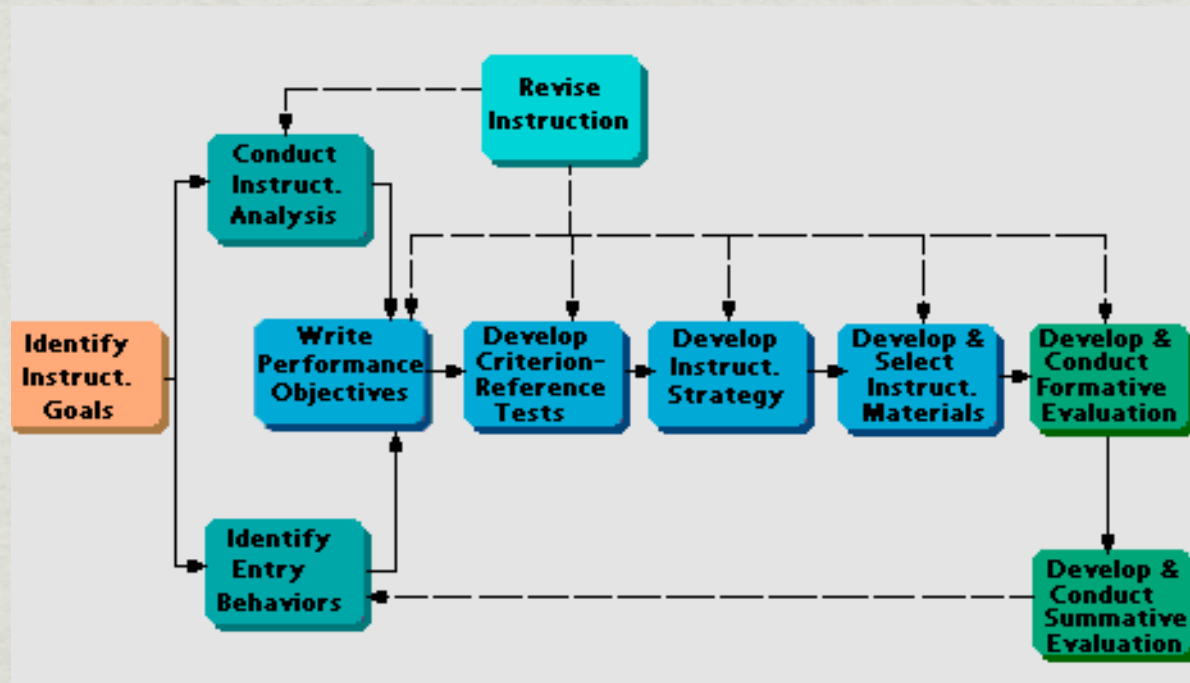 Revise
Instruction
Conduct
Instruct.
Analysis
Identify
Instruct.
Goals
Write
Performance
Objectives
Develop
Criterion-
Reference
Tests
Develop
Instruct.
Strategy
Develop &
Select
Instruct.
Materials
Develop &
Conduct
Formative
Evaluation
Identify
Entry
Behaviors
Develop &
Conduct
Summative
Evaluation